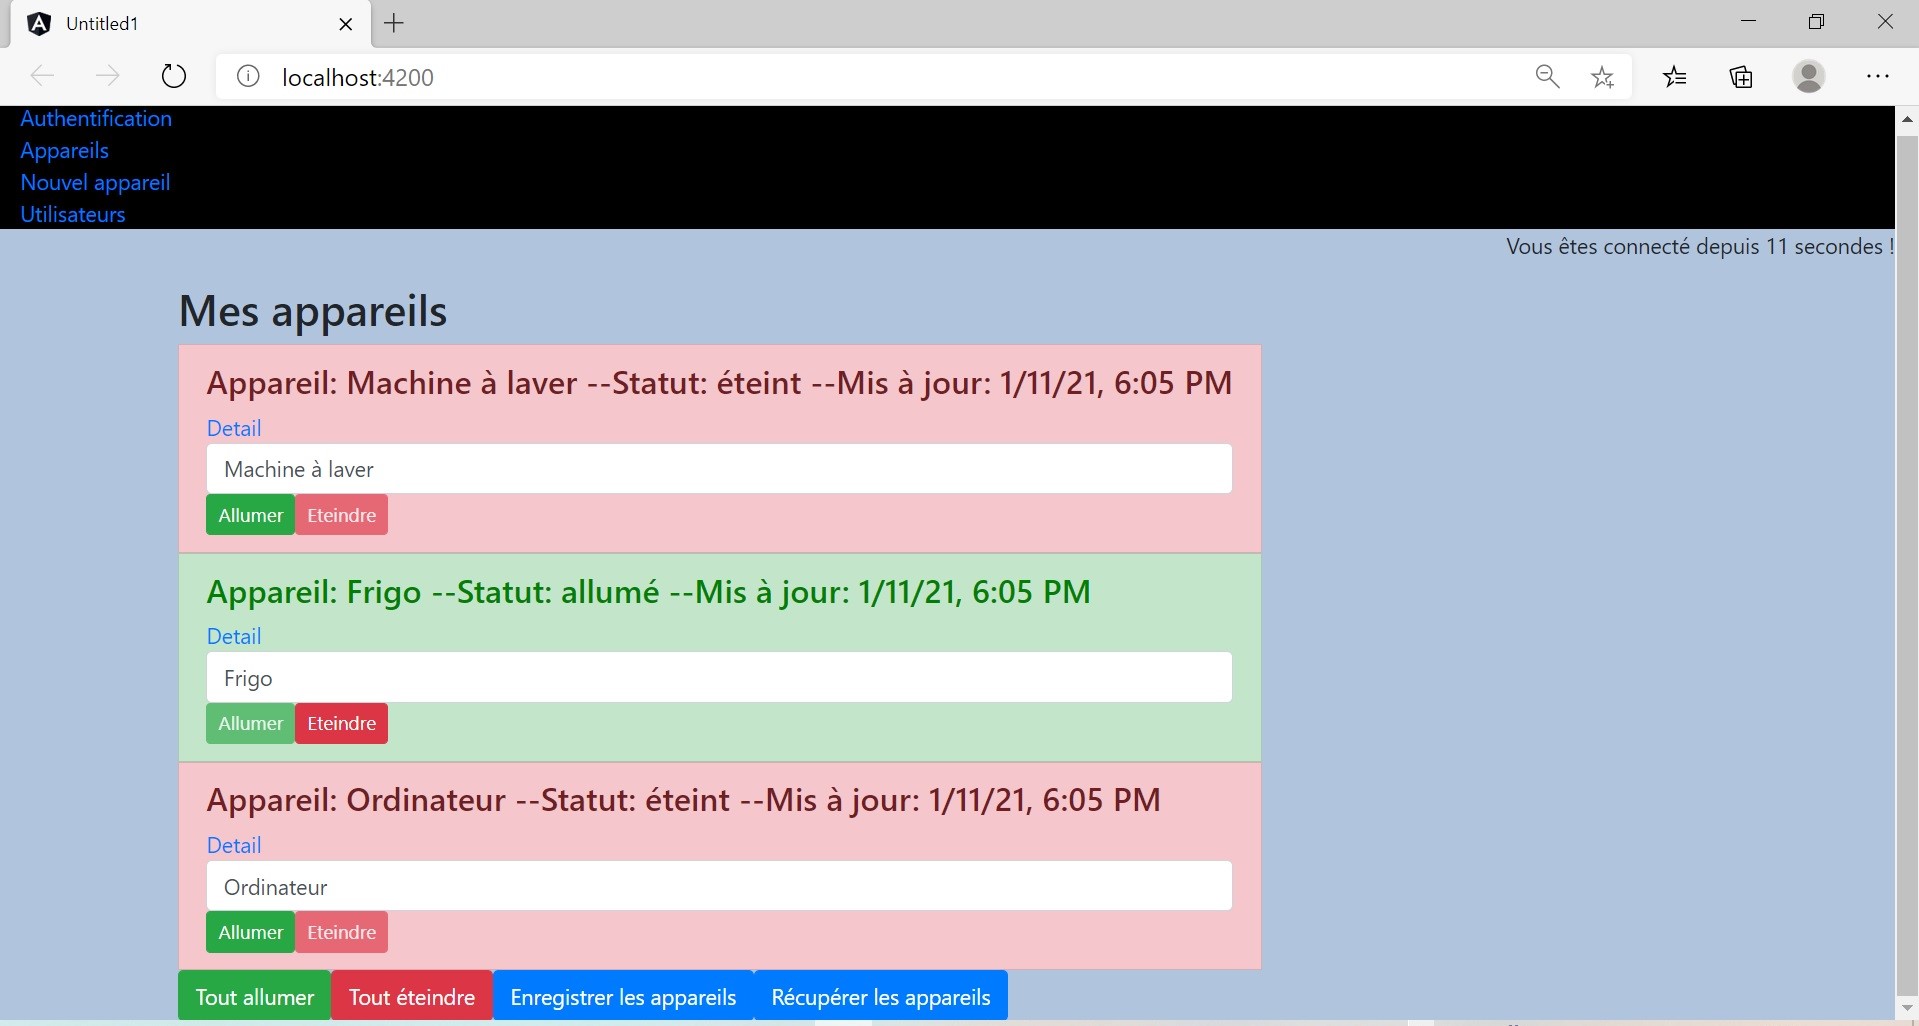 Untitled1
localhost:4200
Authentification
Appareils
Nouvel appareil
Utilisateurs
Vous êtes connecté depuis 11 secondes !
Mes appareils
Appareil: Machine à laver --Statut: éteint --Mis à jour: 1/11/21, 6:05 PM
Detail
Machine à laver
Allumer Eteindre
Appareil: Frigo --Statut: allumé --Mis à jour: 1/11/21, 6:05 PM
Detail
Frigo
Allumer Eteindre
Appareil: Ordinateur --Statut: éteint --Mis à jour: 1/11/21, 6:05 PM
Detail
Ordinateur
Allumer Eteindre
Tout allumer Tout éteindre Enregistrer les appareils Récupérer les appareils